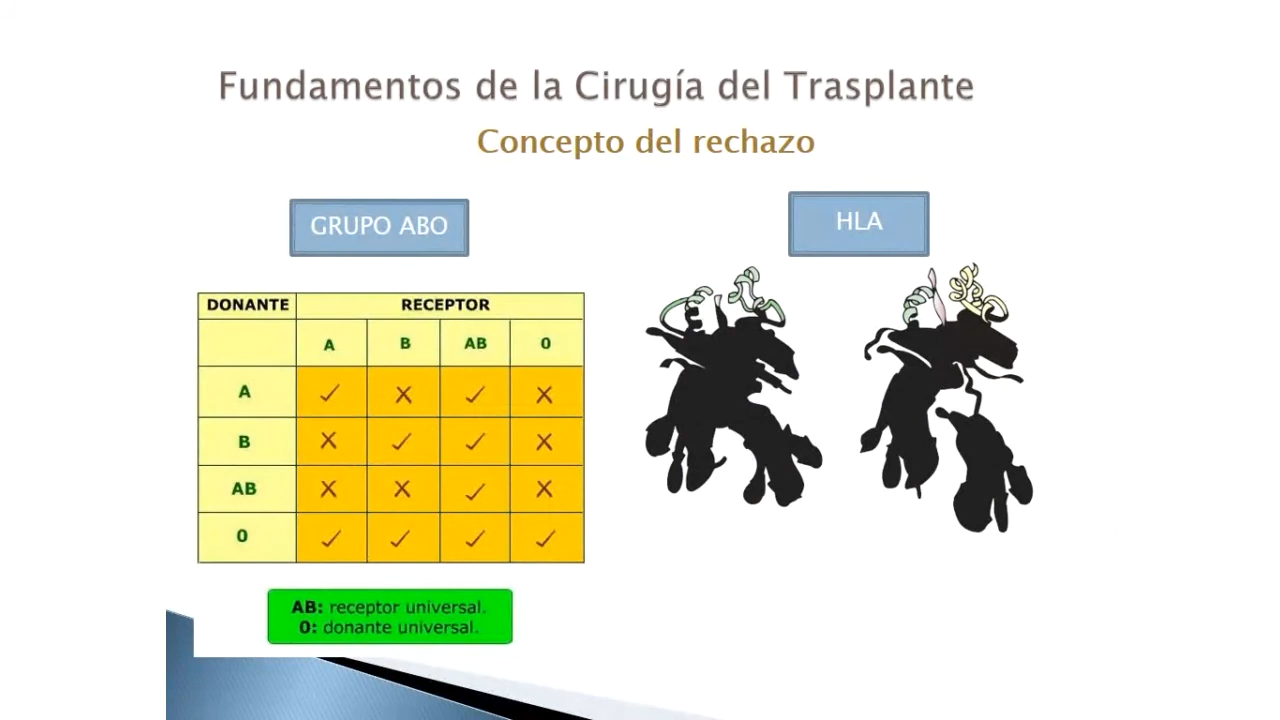 Fundamentos de la Cirugía del Trasplante
Concepto del rechazo
GRUPO ABO
HLA
DONANTE RECEPTOR
A B AB 0
A ✓ X ✓ X
B X ✓ ✓ X
AB X X ✓ X
0 ✓ ✓ ✓ ✓
AB: receptor universal.
0: donante universal.